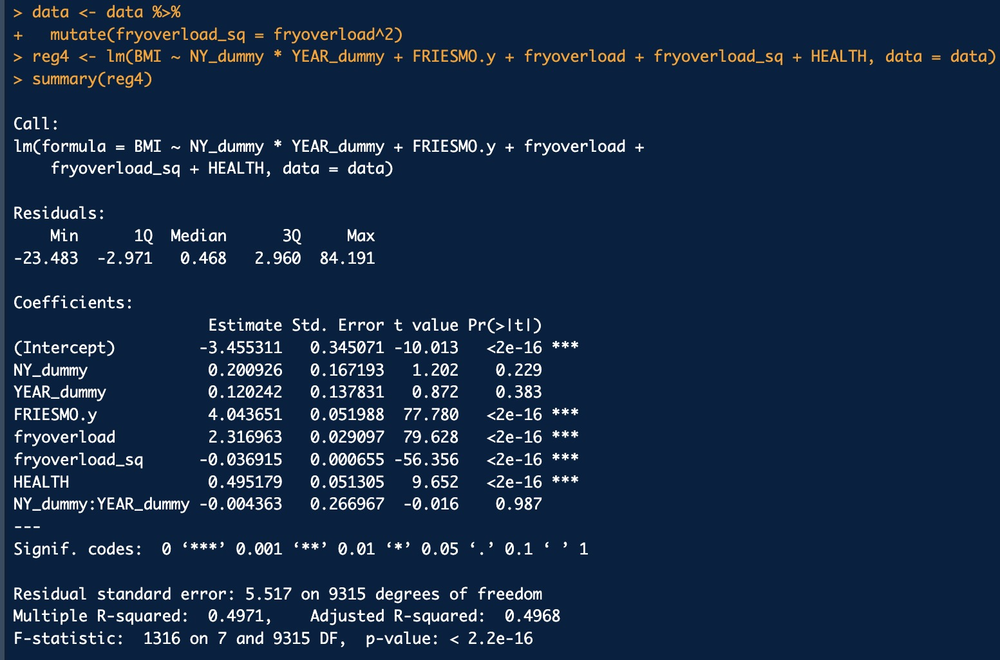 > data <- data %>%
+   mutate(fryoverload_sq = fryoverload^2)
> reg4 <- lm(BMI ~ NY_dummy * YEAR_dummy + FRIESMO.y + fryoverload + fryoverload_sq + HEALTH, data = data)
> summary(reg4)

Call:
lm(formula = BMI ~ NY_dummy * YEAR_dummy + FRIESMO.y + fryoverload +
    fryoverload_sq + HEALTH, data = data)

Residuals:
    Min      1Q  Median      3Q     Max
-23.483  -2.971   0.468   2.960  84.191

Coefficients:
                     Estimate Std. Error t value Pr(>|t|)
(Intercept)         -3.455311   0.345071 -10.013   <2e-16 ***
NY_dummy             0.200926   0.167193   1.202    0.229
YEAR_dummy           0.120242   0.137831   0.872    0.383
FRIESMO.y            4.043651   0.051988  77.780   <2e-16 ***
fryoverload          2.316963   0.029097  79.628   <2e-16 ***
fryoverload_sq      -0.036915   0.000655 -56.356   <2e-16 ***
HEALTH               0.495179   0.051305   9.652   <2e-16 ***
NY_dummy:YEAR_dummy -0.004363   0.266967  -0.016    0.987
---
Signif. codes:  0 ‘***’ 0.001 ‘**’ 0.01 ‘*’ 0.05 ‘.’ 0.1 ‘ ’ 1

Residual standard error: 5.517 on 9315 degrees of freedom
Multiple R-squared:  0.4971,    Adjusted R-squared:  0.4968
F-statistic:  1316 on 7 and 9315 DF,  p-value: < 2.2e-16